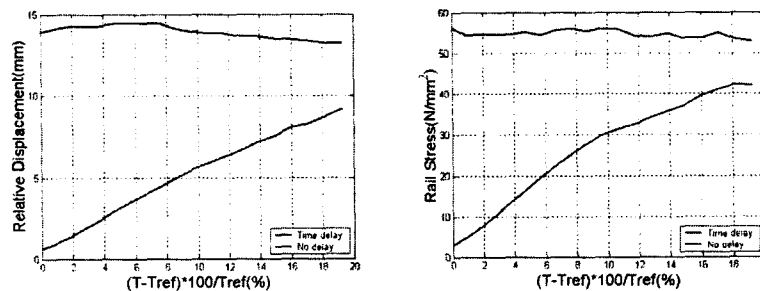 15
10
5
0
Relative Displacement(mm)
0 2 4 6 8 10 12 14 16 18 20
(T-Tref)*100/Tref(%)
Time delay
No delay
60
50
40
30
20
10
0
Rail Stress(N/mm²)
0 2 4 6 8 10 12 14 16 18
(T-Tref)*100/Tref(%)
Time delay
No delay